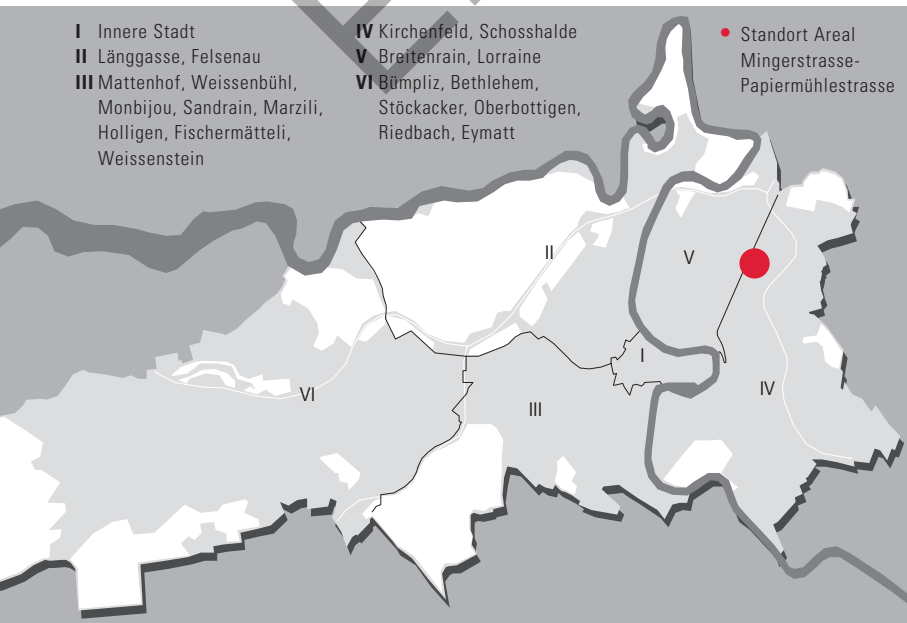 I Innere Stadt
II Länggasse, Felsenau
III Mattenhof, Weissenbühl,
Monbijou, Sandrain, Marzili,
Holligen, Fischermätteli,
Weissenstein
IV Kirchenfeld, Schosshalde
V Breitenrain, Lorraine
VI Bümpliz, Bethlehem,
Stöckacker, Oberbottigen,
Riedbach, Eymatt
Standort Areal
Mingerstrasse-
Papiermühlestrasse
II
V
I
VI
III
IV